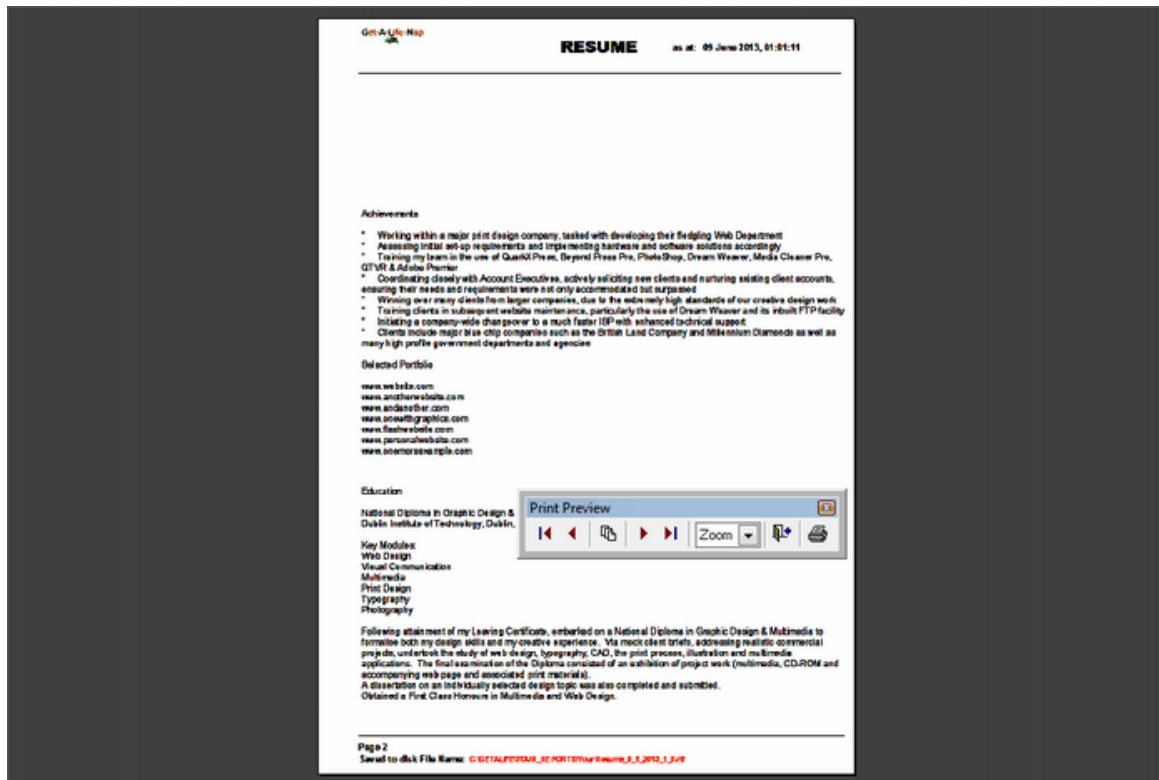 Get-A-Life-Nap
RESUME as at: 09 June 2013, 01:01:11
Achievements
* Working within a major print design company, tasked with developing their fledgling Web Department
* Assessing initial set-up requirements and implementing hardware and software solutions accordingly
* Training my team in the use of QuarkXPress, Beyond Press Pro, PhotoShop, Dream Weaver, Media Cleaner Pro,
QTVR & Adobe Premier
* Coordinating closely with Account Executives, actively soliciting new clients and nurturing existing client accounts,
ensuring their needs and requirements were not only accommodated but surpassed
* Winning over many clients from larger companies, due to the extremely high standards of our creative design work
* Training clients in subsequent website maintenance, particularly the use of Dream Weaver and its inbuilt FTP facility
* Initiating a company-wide changeover to a much faster ISP with enhanced technical support
* Clients include major blue chip companies such as the British Land Company and Millennium Diamonds as well as
many high profile government departments and agencies
Selected Portfolio
www.website.com
www.anotherwebsite.com
www.andanother.com
www.onewithgraphics.com
www.flashwebsite.com
www.personalwebsite.com
www.onemoreexample.com
Education
National Diploma in Graphic Design &
Dublin Institute of Technology, Dublin,
Print Preview
Zoom
Key Modules:
Web Design
Visual Communication
Multimedia
Print Design
Typography
Photography
Following attainment of my Leaving Certificate, embarked on a National Diploma in Graphic Design & Multimedia to
formalise both my design skills and my creative experience. Via mock client briefs, addressing realistic commercial
projects, undertook the study of web design, typography, CAD, the print process, illustration and multimedia
applications. The final examination of the Diploma consisted of an exhibition of project work (multimedia, CD-ROM and
accompanying web page and associated print materials).
A dissertation on an individually selected design topic was also completed and submitted.
Obtained a First Class Honours in Multimedia and Web Design.
Page 2
Saved to disk File Name: